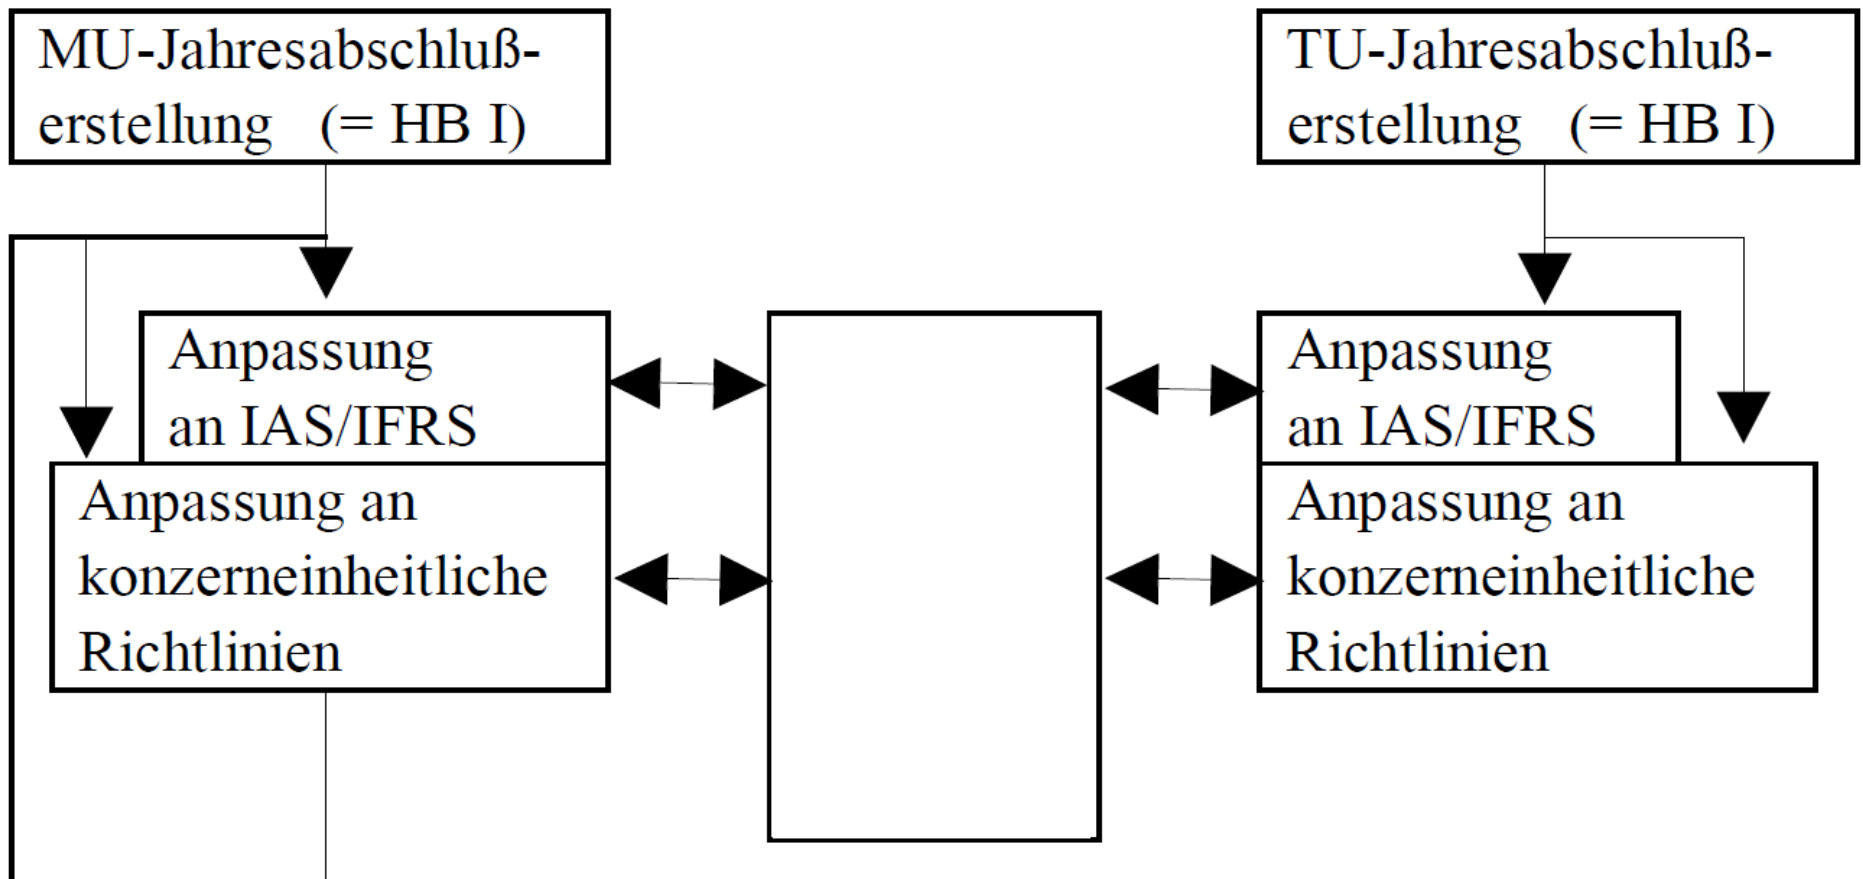 MU-Jahresabschluß-
erstellung (= HB I)
TU-Jahresabschluß-
erstellung (= HB I)
Anpassung
an IAS/IFRS
Anpassung an
konzerneinheitliche
Richtlinien
Anpassung
an IAS/IFRS
Anpassung an
konzerneinheitliche
Richtlinien